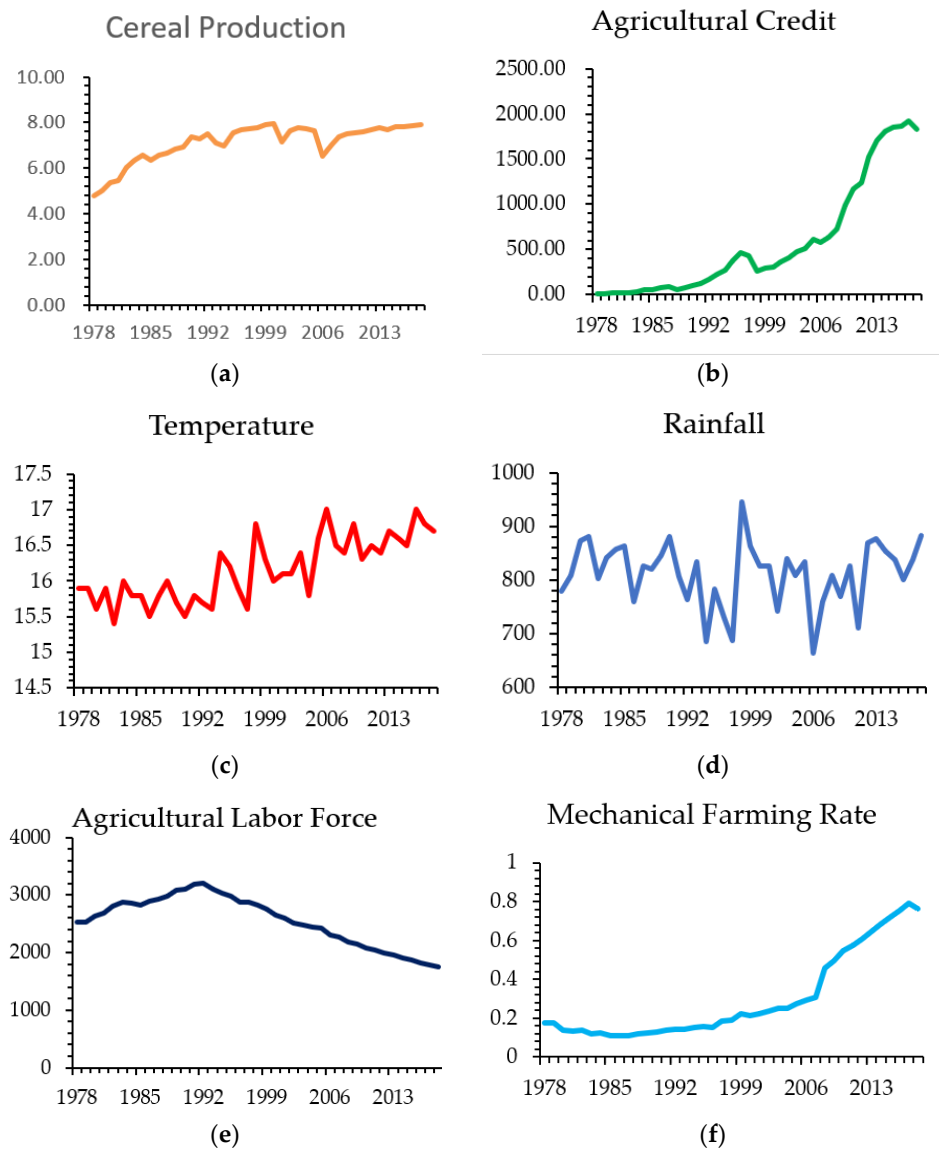 Cereal Production
10.00
8.00
6.00
4.00
2.00
0.00
1978 1985 1992 1999 2006 2013
(a)
Agricultural Credit
2500.00
2000.00
1500.00
1000.00
500.00
0.00
1978 1985 1992 1999 2006 2013
(b)
Temperature
17.5
17
16.5
16
15.5
15
14.5
1978 1985 1992 1999 2006 2013
(c)
Rainfall
1000
900
800
700
600
1978 1985 1992 1999 2006 2013
(d)
Agricultural Labor Force
4000
3000
2000
1000
0
1978 1985 1992 1999 2006 2013
(e)
Mechanical Farming Rate
1
0.8
0.6
0.4
0.2
0
1978 1985 1992 1999 2006 2013
(f)